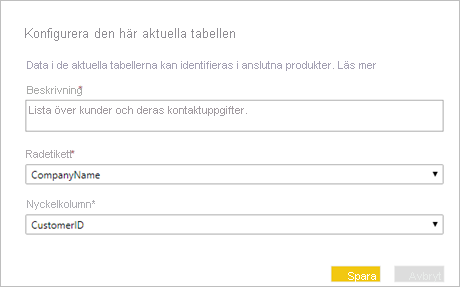 Konfigurera den här aktuella tabellen
Data i de aktuella tabellerna kan identifieras i anslutna produkter. Läs mer
Beskrivning*
Lista över kunder och deras kontaktuppgifter.
Radetikett*
CompanyName
Nyckelkolumn*
CustomerID
Spara Avbryt